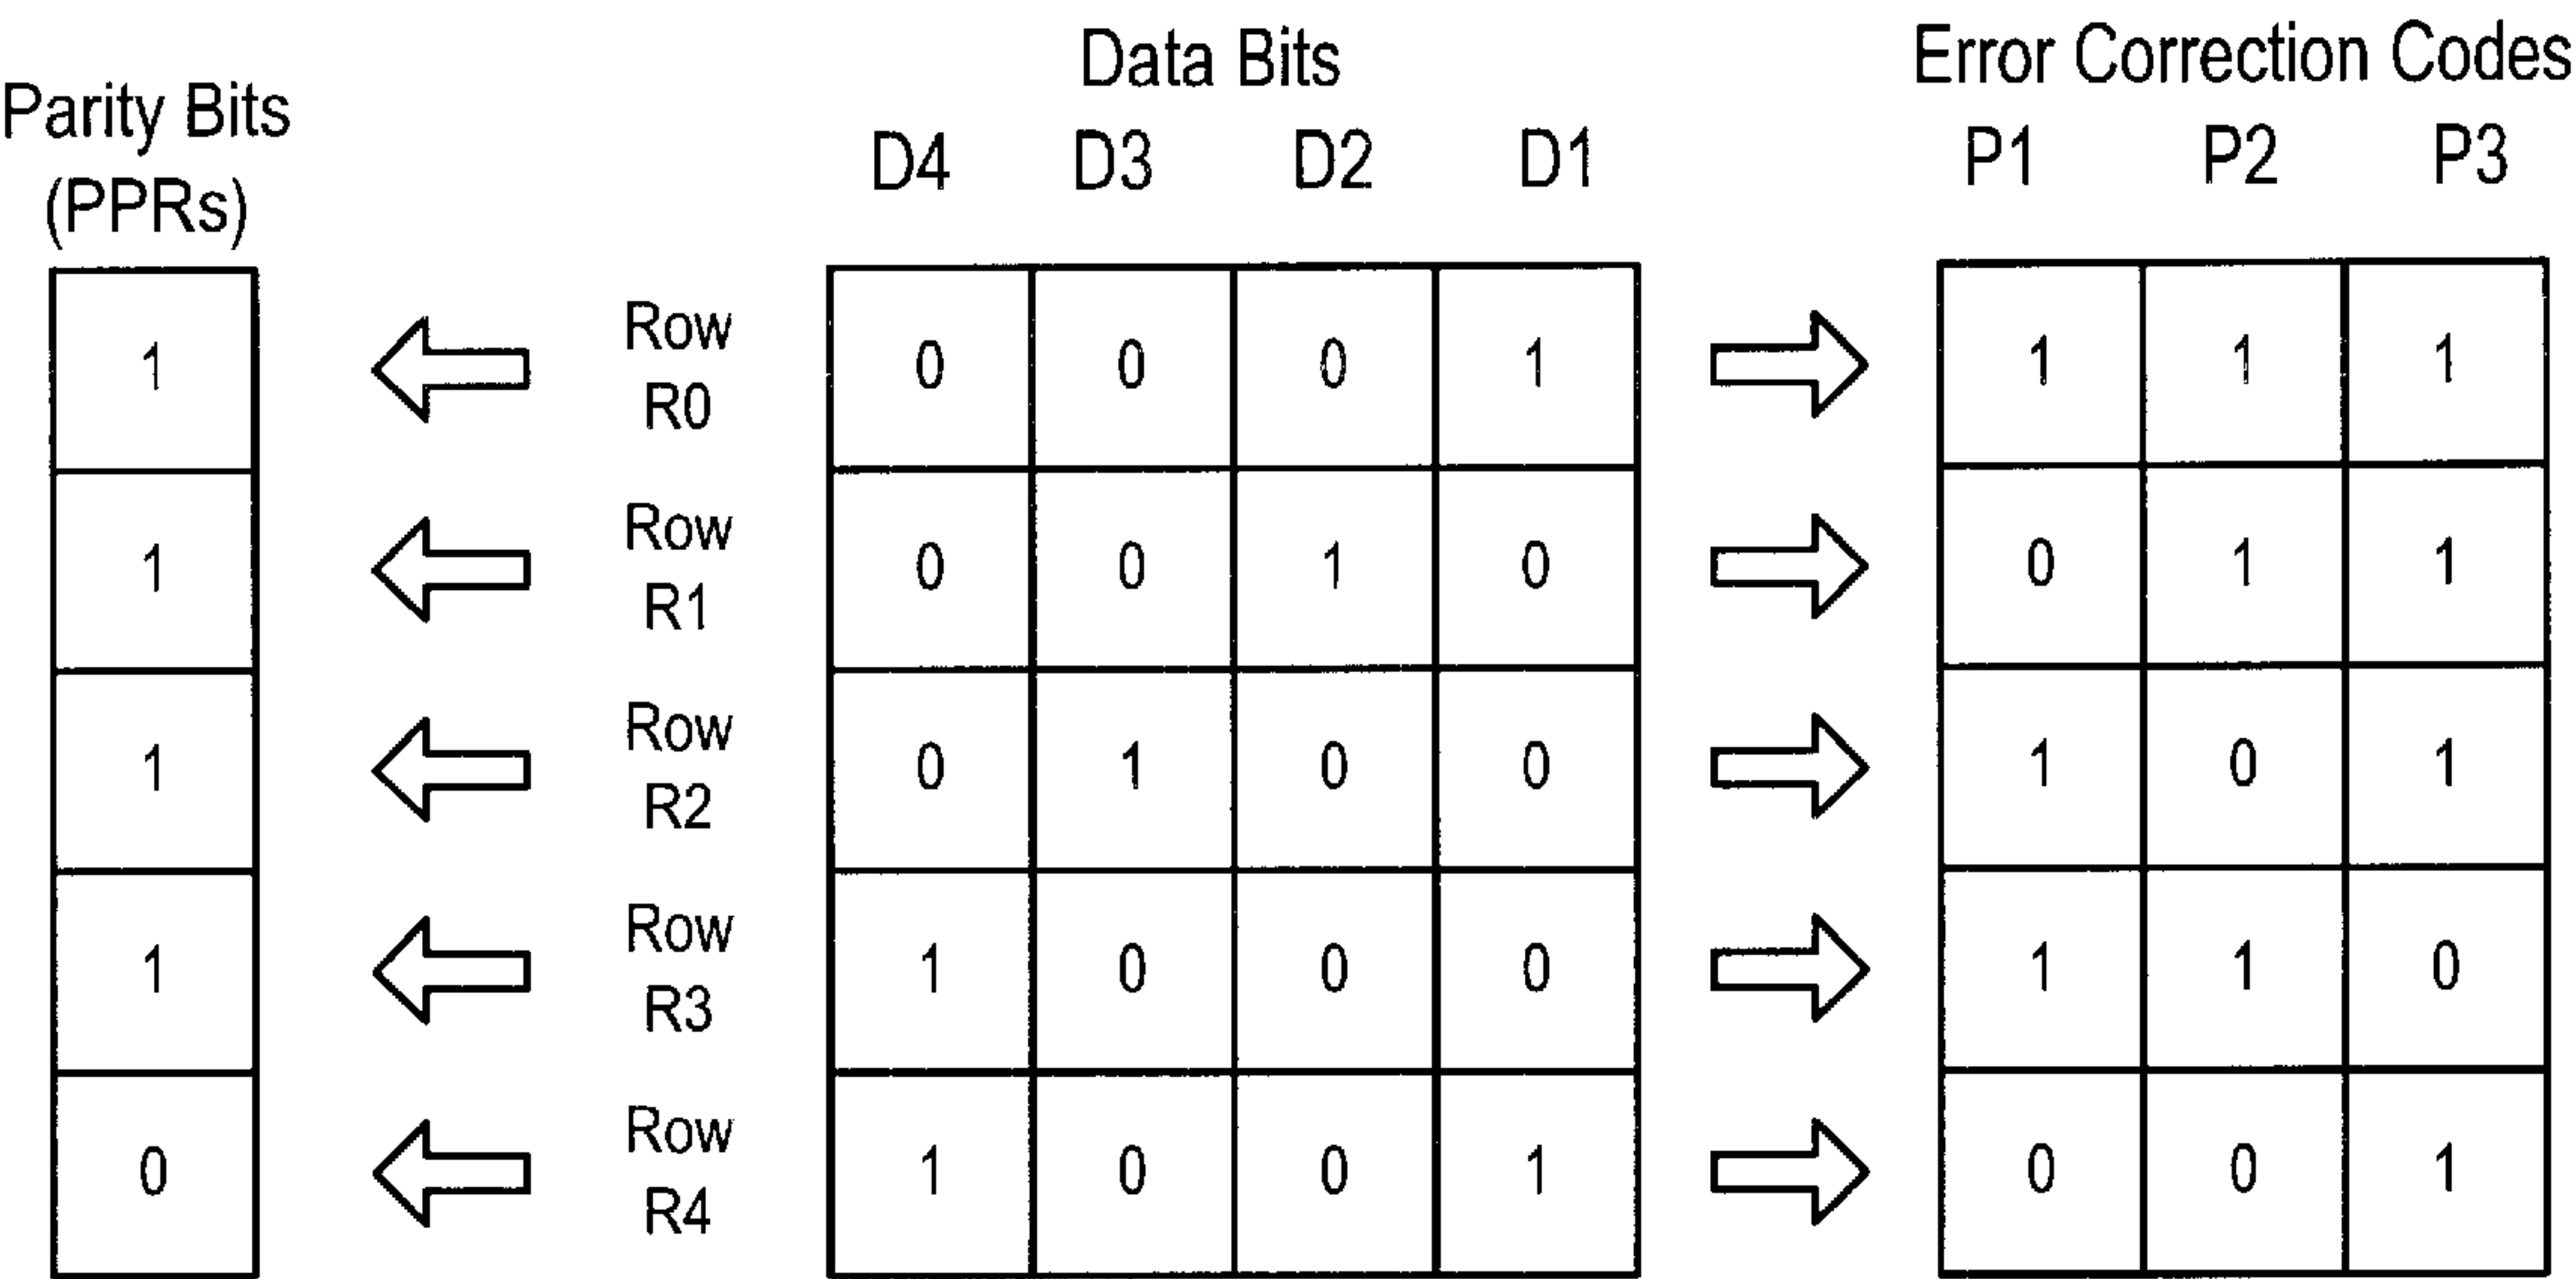 Data Bits
Error Correction Codes
Parity Bits
(PPRs)
D4 D3 D2 D1
P1 P2 P3
1
Row
R0
0 0 0 1
1 1 1
1
Row
R1
0 0 1 0
0 1 1
1
Row
R2
0 1 0 0
1 0 1
1
Row
R3
1 0 0 0
1 1 0
0
Row
R4
1 0 0 1
0 0 1